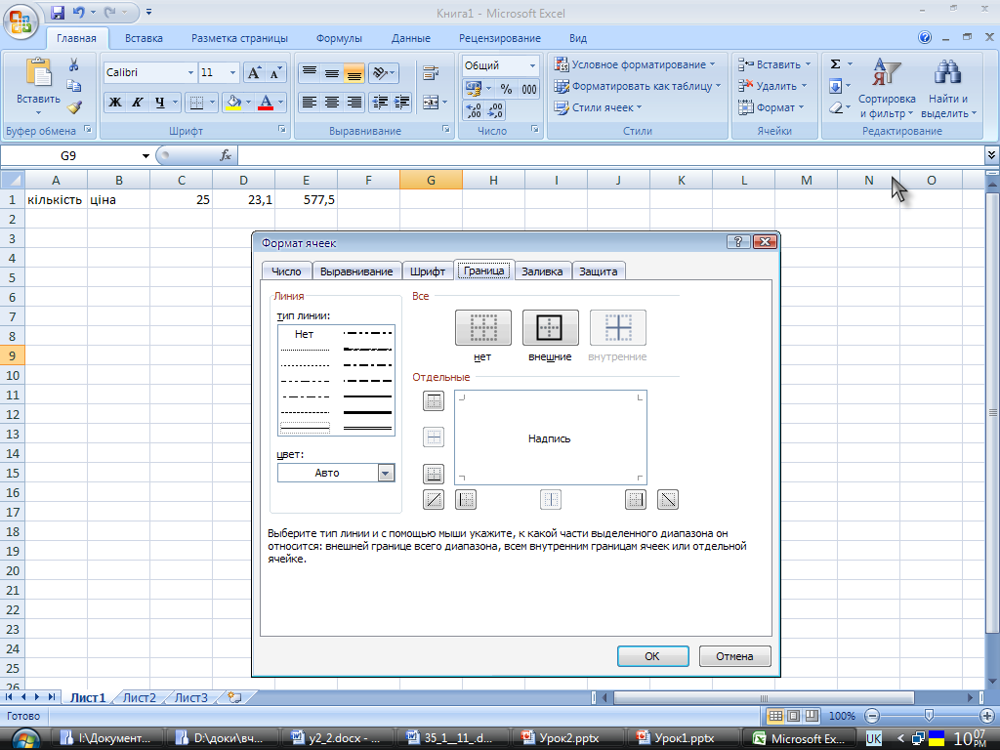 Книга1 - Microsoft Excel
Главная Вставка Разметка страницы Формулы Данные Рецензирование Вид
Calibri 11 Общий
Вставить
Ж К Ч
% 000
Условное форматирование
Форматировать как таблицу
Стили ячеек
Вставить
Удалить
Формат
Σ
Сортировка и фильтр
Найти и выделить
Буфер обмена Шрифт Выравнивание Число Стили Ячейки Редактирование
G9 fx
A B C D E F G H I J K L M N O
1 кількість ціна 25 23,1 577,5
2
3
4
5
6
7
8
9
10
11
12
13
14
15
16
17
18
19
20
21
22
23
24
25
26
Формат ячеек
Число Выравнивание Шрифт Граница Заливка Защита
Линия
тип линии:
Нет
цвет:
Авто
Все
нет внешние внутренние
Отдельные
Надпись
Выберите тип линии и с помощью мыши укажите, к какой части выделенного диапазона он
относится: внешней границе всего диапазона, всем внутренним границам ячеек или отдельной
ячейке.
ОК Отмена
Лист1 Лист2 Лист3
Готово 100%
I:\Документ... D:\доки\вч... у2_2.docx - ... 35_1__11_.d... Урок2.pptx Урок1.pptx Microsoft Ex... UK 10 07 PM